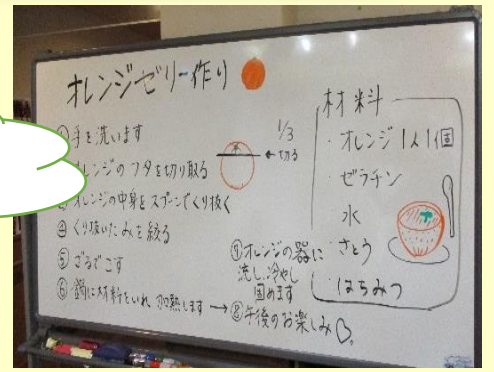 オレンジゼリー作り
手を洗います
オレンジのフタを切り取る
オレンジの中身をスプーンでくり抜く
④ くり抜いたみを絞る
⑤ ざるでこす
⑥ 鍋に材料をいれ 加熱します →
1/3
← 切る
⑦ オレンジの器に
流し、冷やし
固めます
⑧ 午後のお楽しみ
材料
・オレンジ 1人1個
・ゼラチン
水
さとう
はちみつ